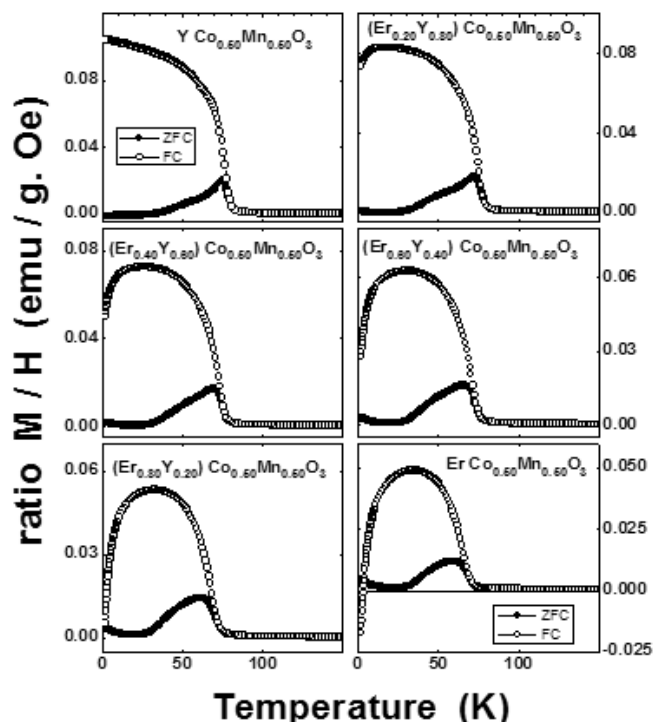 Y Co₀.₅₀Mn₀.₅₀O₃
(Er₀.₂₀Y₀.₈₀) Co₀.₅₀Mn₀.₅₀O₃
0.08
0.04
0.00
ZFC
FC
0.08
0.04
0.00
(Er₀.₄₀Y₀.₆₀) Co₀.₅₀Mn₀.₅₀O₃
(Er₀.₆₀Y₀.₄₀) Co₀.₅₀Mn₀.₅₀O₃
0.08
0.04
0.00
0.06
0.03
0.00
(Er₀.₈₀Y₀.₂₀) Co₀.₅₀Mn₀.₅₀O₃
Er Co₀.₅₀Mn₀.₅₀O₃
0.06
0.03
0.00
0.050
0.025
0.000
-0.025
ZFC
FC
0 50 100
0 50 100
ratio M / H (emu / g. Oe)
Temperature (K)